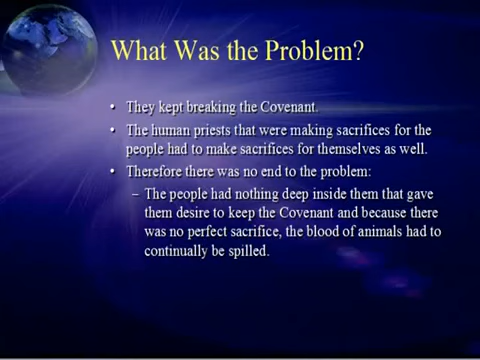 What Was the Problem?
• They kept breaking the Covenant.
• The human priests that were making sacrifices for the
people had to make sacrifices for themselves as well.
• Therefore there was no end to the problem:
– The people had nothing deep inside them that gave
them desire to keep the Covenant and because there
was no perfect sacrifice, the blood of animals had to
continually be spilled.